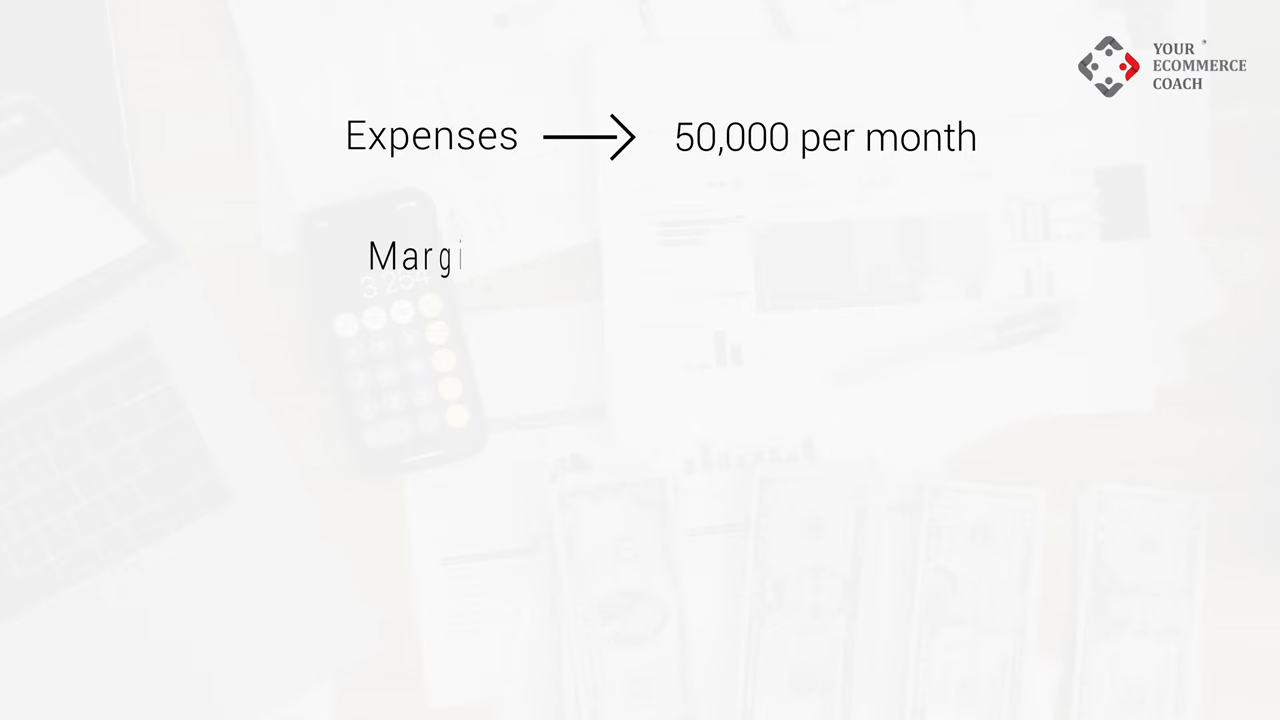 YOUR
ECOMMERCE
COACH
Expenses → 50,000 per month
Margi